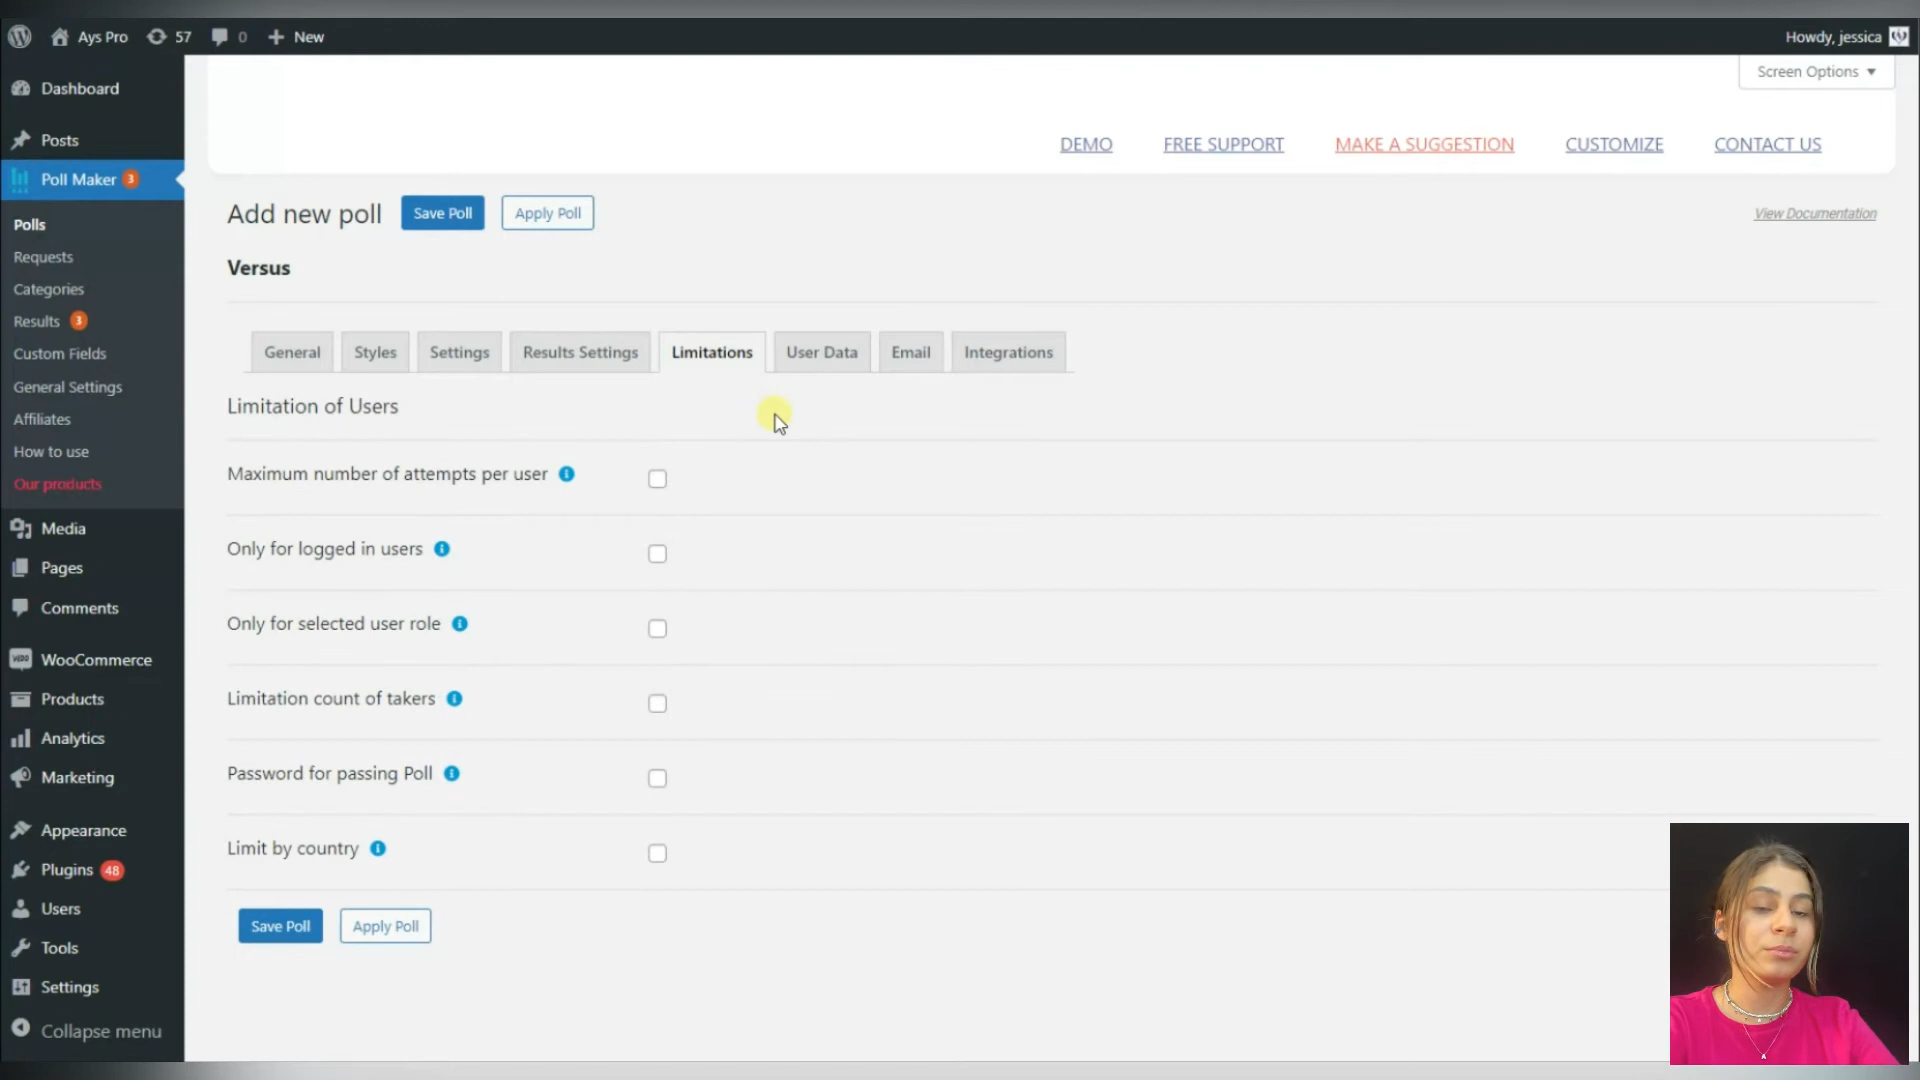 Ays Pro 57 0 New
Howdy, jessica
Screen Options
Dashboard
Posts
Poll Maker 3
Polls
Requests
Categories
Results 3
Custom Fields
General Settings
Affiliates
How to use
Our products
Media
Pages
Comments
WooCommerce
Products
Analytics
Marketing
Appearance
Plugins 48
Users
Tools
Settings
Collapse menu
DEMO FREE SUPPORT MAKE A SUGGESTION CUSTOMIZE CONTACT US
Add new poll Save Poll Apply Poll
View Documentation
Versus
General Styles Settings Results Settings Limitations User Data Email Integrations
Limitation of Users
Maximum number of attempts per user
Only for logged in users
Only for selected user role
Limitation count of takers
Password for passing Poll
Limit by country
Save Poll Apply Poll